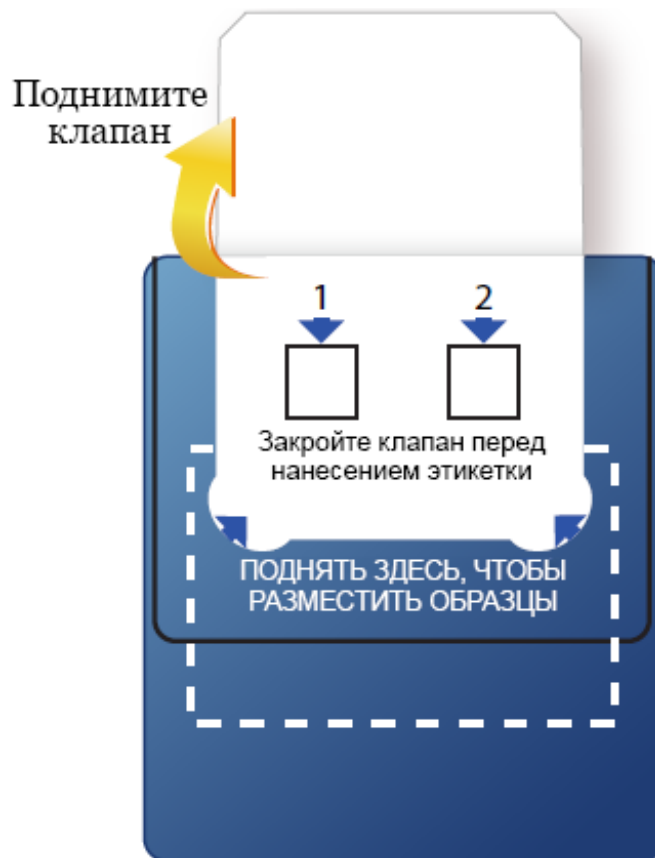 Поднимите
клапан
1 2
Закройте клапан перед
нанесением этикетки
ПОДНЯТЬ ЗДЕСЬ, ЧТОБЫ
РАЗМЕСТИТЬ ОБРАЗЦЫ